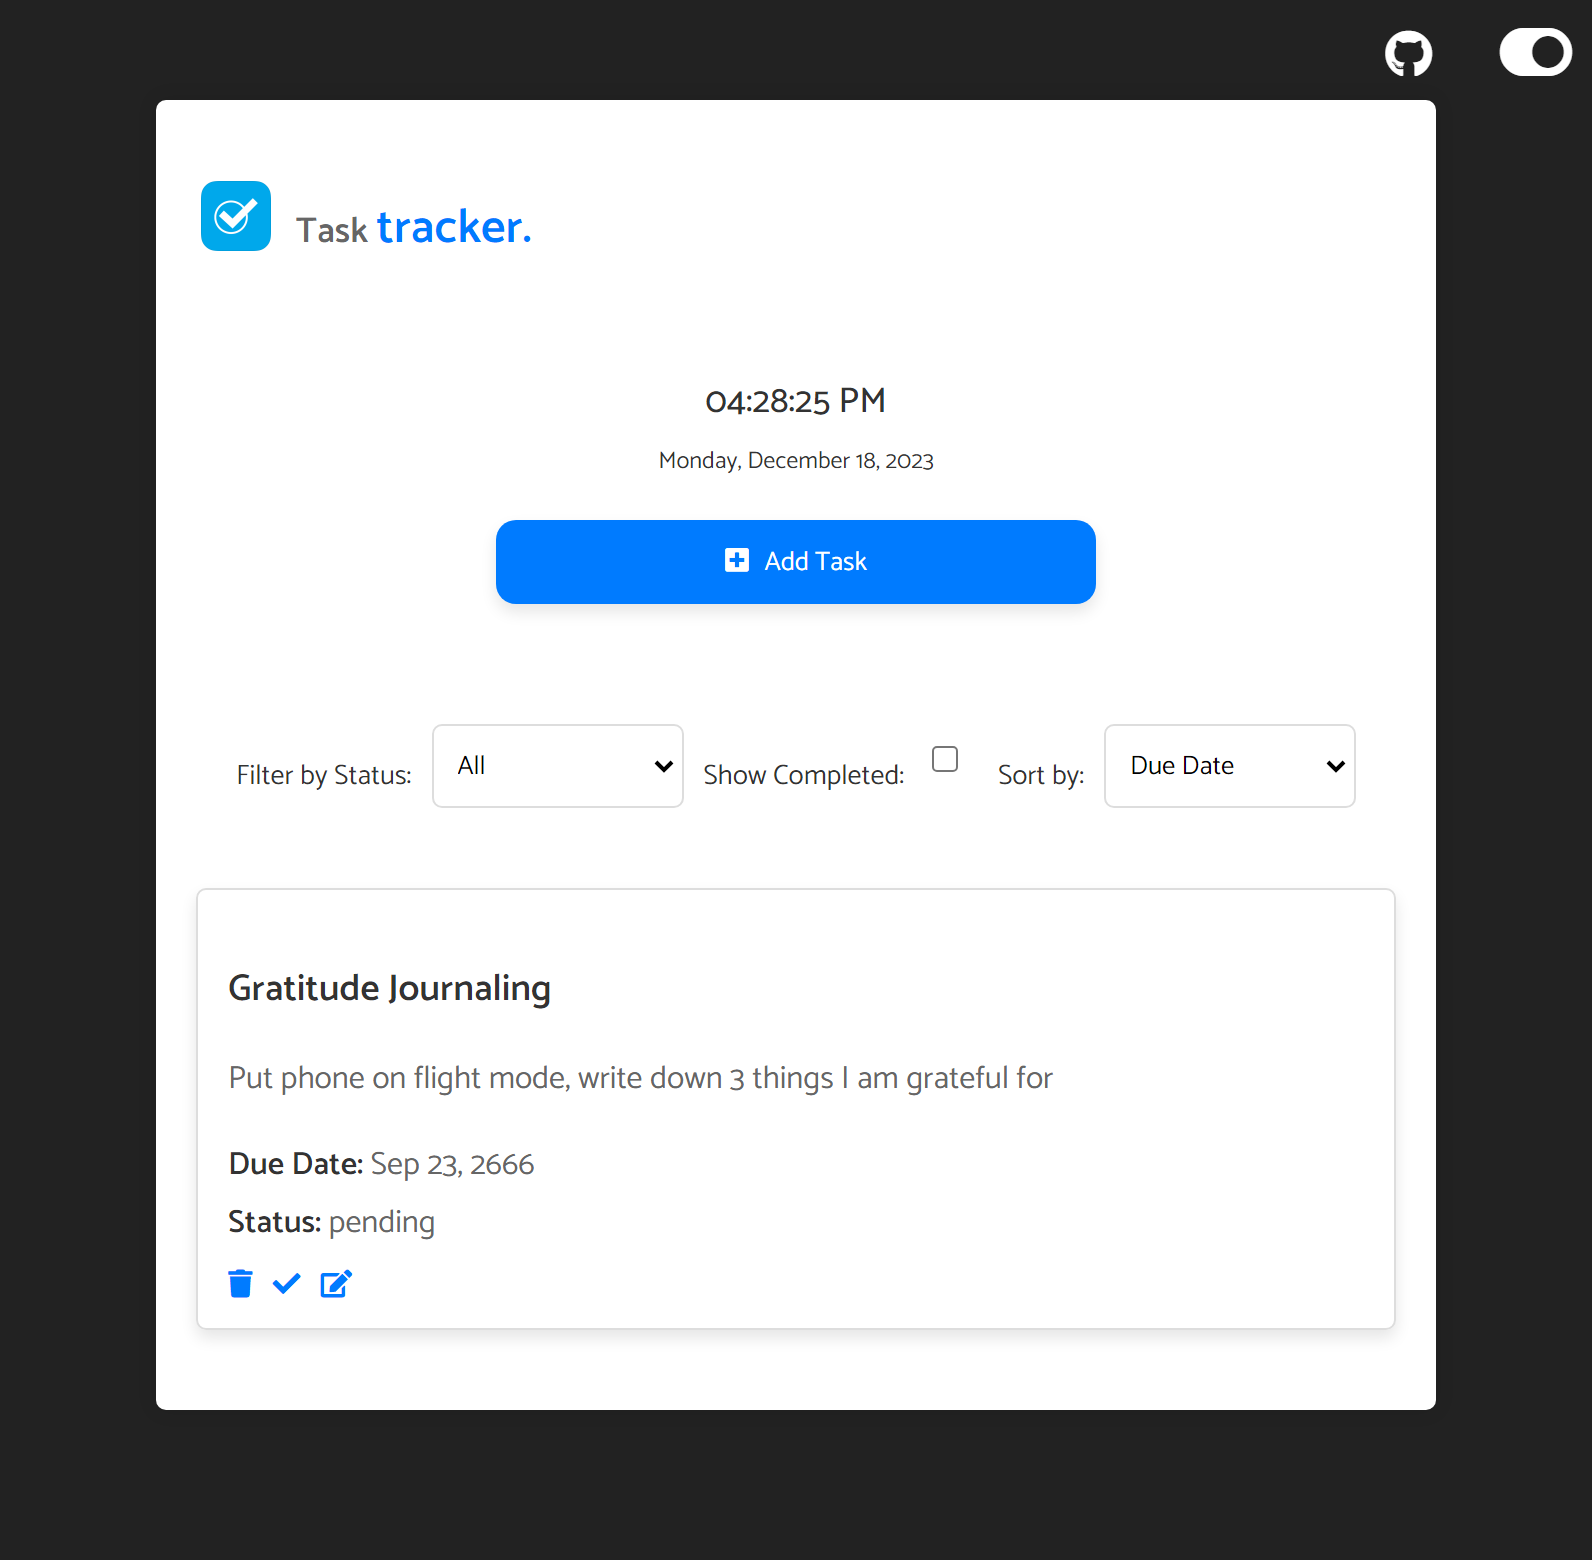 Task tracker.
04:28:25 PM
Monday, December 18, 2023
Add Task
Filter by Status: All Show Completed: Sort by: Due Date
Gratitude Journaling
Put phone on flight mode, write down 3 things I am grateful for
Due Date: Sep 23, 2666
Status: pending